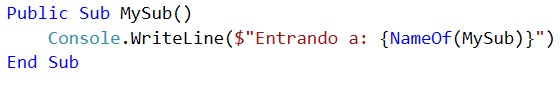 Public Sub MySub()
    Console.WriteLine($"Entrando a: {NameOf(MySub)}")
End Sub